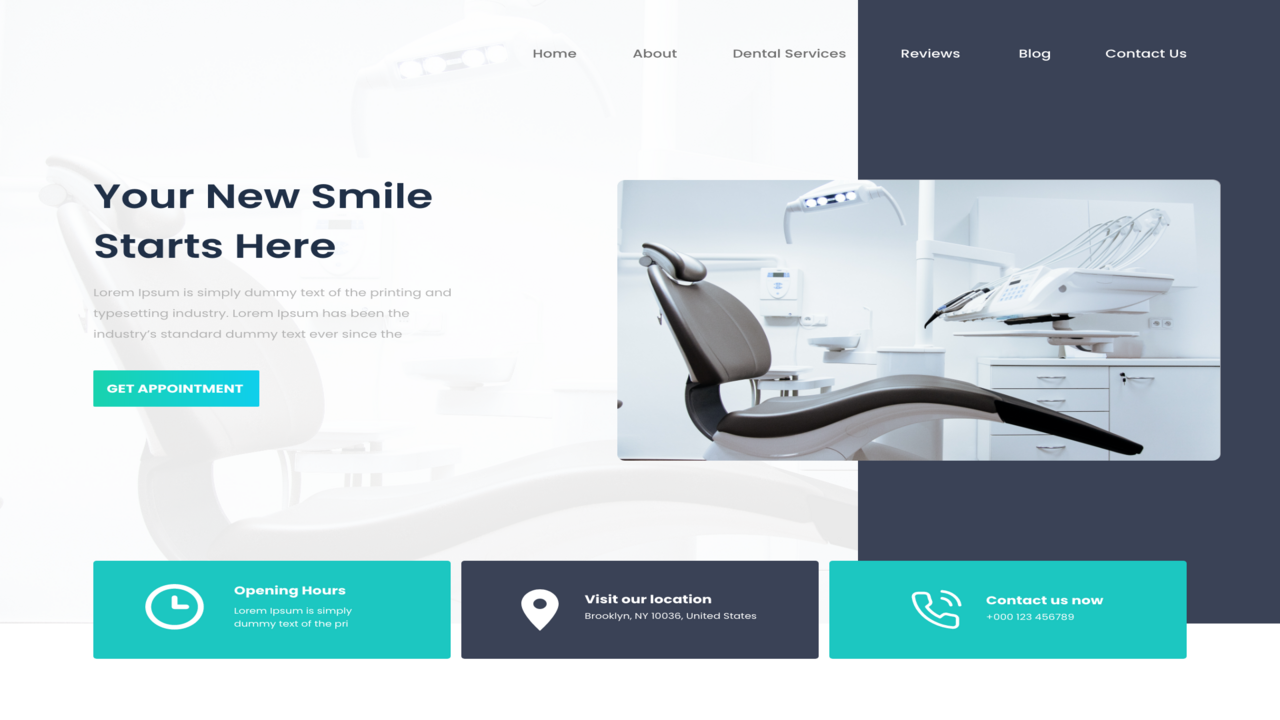 Home About Dental Services Reviews Blog Contact Us
Your New Smile
Starts Here
Lorem Ipsum is simply dummy text of the printing and
typesetting industry. Lorem Ipsum has been the
industry's standard dummy text ever since the
GET APPOINTMENT
Opening Hours
Lorem Ipsum is simply
dummy text of the pri
Visit our location
Brooklyn, NY 10036, United States
Contact us now
+000 123 456789